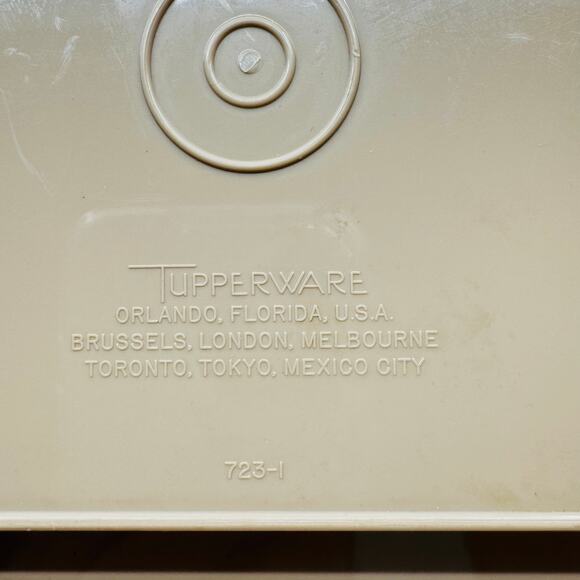 TUPPERWARE
ORLANDO, FLORIDA, U.S.A.
BRUSSELS, LONDON, MELBOURNE
TORONTO, TOKYO, MEXICO CITY
723-1